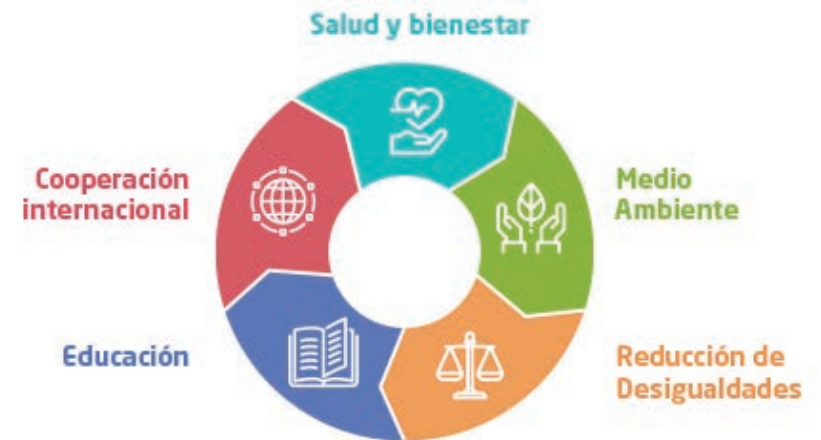 Salud y bienestar
Cooperación
internacional
Medio
Ambiente
Educación
Reducción de
Desigualdades